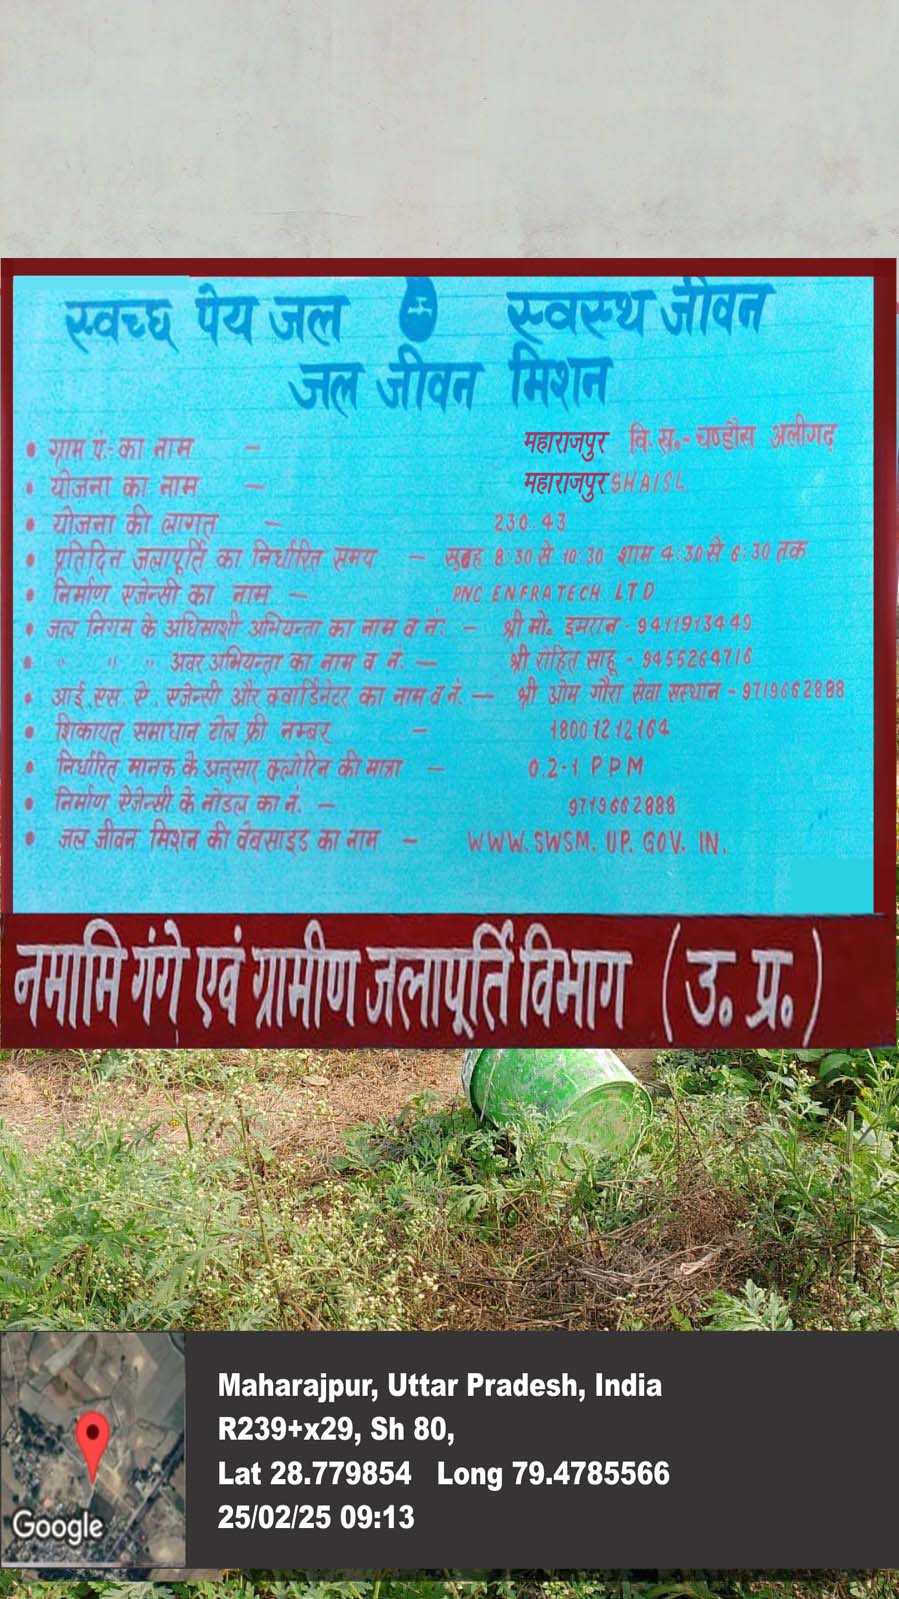 स्वच्छ पेय जल स्वस्थ जीवन
जल जीवन मिशन
• ग्राम पं.- का नाम - महाराजपुर वि. ख.- चण्डौस अलीगढ़
• योजना का नाम - महाराजपुर SHAISL
• योजना की लागत - 230.43
• प्रतिदिन जलापूर्ति का निर्धारित समय - सुबह 8:30 से 10:30 शाम 4:30 से 6:30 तक
• निर्माण एजेन्सी का नाम - PNC ENFRATECH LTD
• जल निगम के अधिसाशी अभियन्ता का नाम व नं. - श्री मो. इमरान - 9411913449
• " " " अवर अभियन्ता का नाम व नं. - श्री रोहित साहू - 9455264716
• आई. एस. ऐ. एजेन्सी और क्वार्डिनेटर का नाम व नं. - श्री ओम गौरा सेवा सस्थान - 9719662888
• शिकायत समाधान टोल फ्री नम्बर - 18001212164
• निर्धारित मानक के अनुसार क्लोरिन की मात्रा - 0.2-1 PPM
• निर्माण ऐजेन्सी के नोडल का नं. - 9719662888
• जल जीवन मिशन की वेबसाइड का नाम - WWW.SWSM.UP.GOV.IN.
नमामि गंगे एवं ग्रामीण जलापूर्ति विभाग (उ. प्र.)
Maharajpur, Uttar Pradesh, India
R239+x29, Sh 80,
Lat 28.779854 Long 79.4785566
25/02/25 09:13
Google